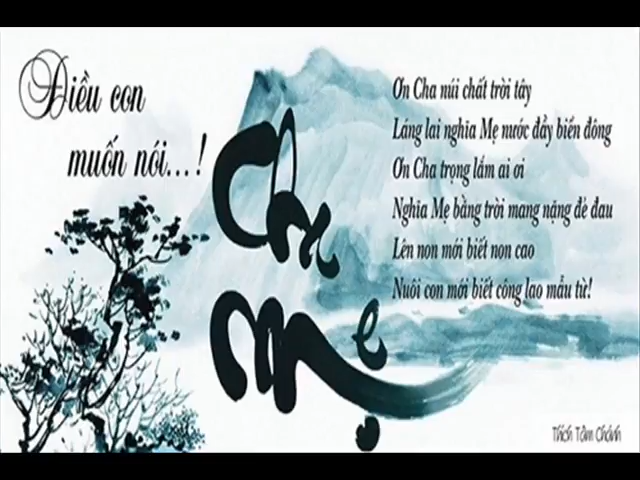 Điều con
muốn nói...!
Cha
Mẹ
Ơn Cha núi chất trời tây
Láng lai nghĩa Mẹ nước đầy biển đông
Ơn Cha trọng lắm ai ơi
Nghĩa Mẹ bằng trời mang nặng đẻ đau
Lên non mới biết non cao
Nuôi con mới biết công lao mẫu từ!
Thích Tâm Chánh